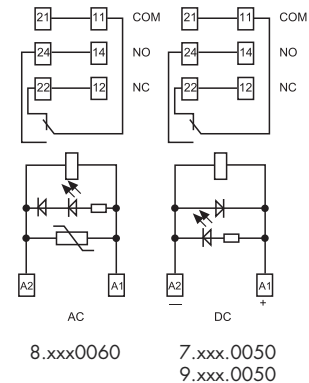 21 11 COM 21 11 COM
24 14 NO 24 14 NO
22 12 NC 22 12 NC
A2 A1 A2 A1
— +
AC DC
8.xxx0060 7.xxx.0050
9.xxx.0050